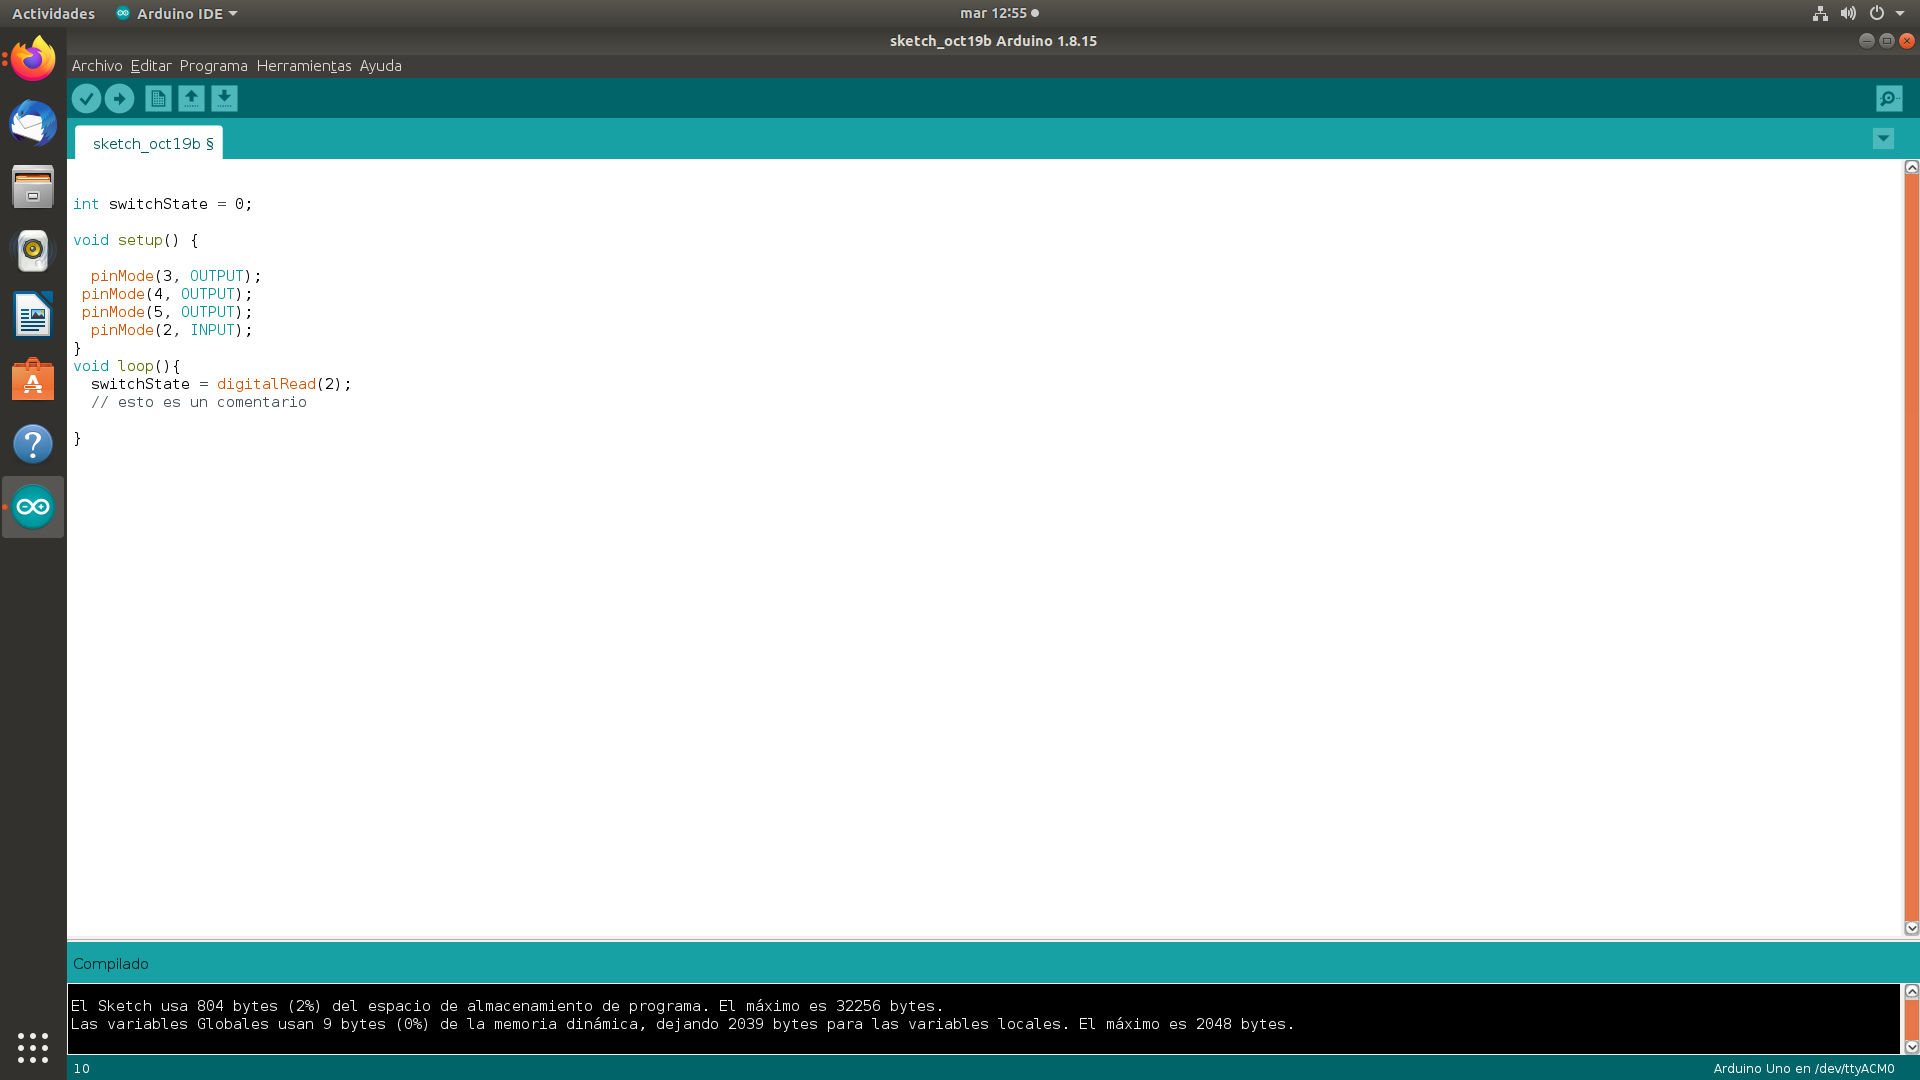 Actividades Arduino IDE mar 12:55
sketch_oct19b Arduino 1.8.15
Archivo Editar Programa Herramientas Ayuda
sketch_oct19b §
int switchState = 0;
void setup() {
pinMode(3, OUTPUT);
pinMode(4, OUTPUT);
pinMode(5, OUTPUT);
pinMode(2, INPUT);
}
void loop(){
switchState = digitalRead(2);
// esto es un comentario
}
Compilado
El Sketch usa 804 bytes (2%) del espacio de almacenamiento de programa. El máximo es 32256 bytes.
Las variables Globales usan 9 bytes (0%) de la memoria dinámica, dejando 2039 bytes para las variables locales. El máximo es 2048 bytes.
10 Arduino Uno en /dev/ttyACM0